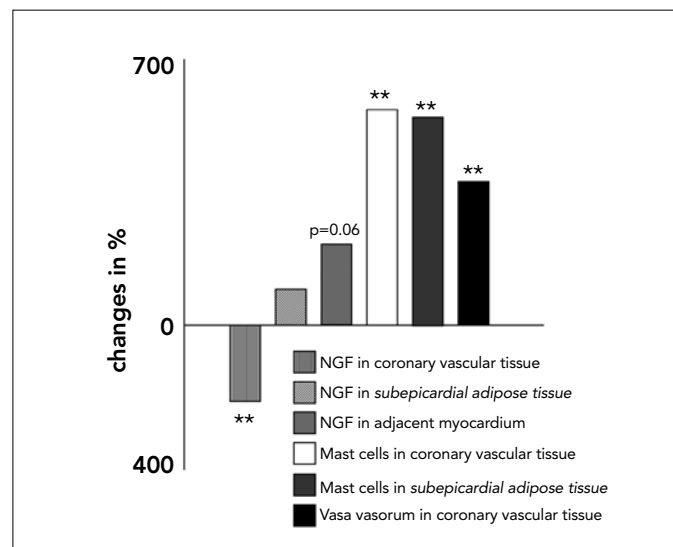 700
**
**
**
p=0.06
changes in %
0
**
NGF in coronary vascular tissue
NGF in subepicardial adipose tissue
NGF in adjacent myocardium
Mast cells in coronary vascular tissue
Mast cells in subepicardial adipose tissue
Vasa vasorum in coronary vascular tissue
400